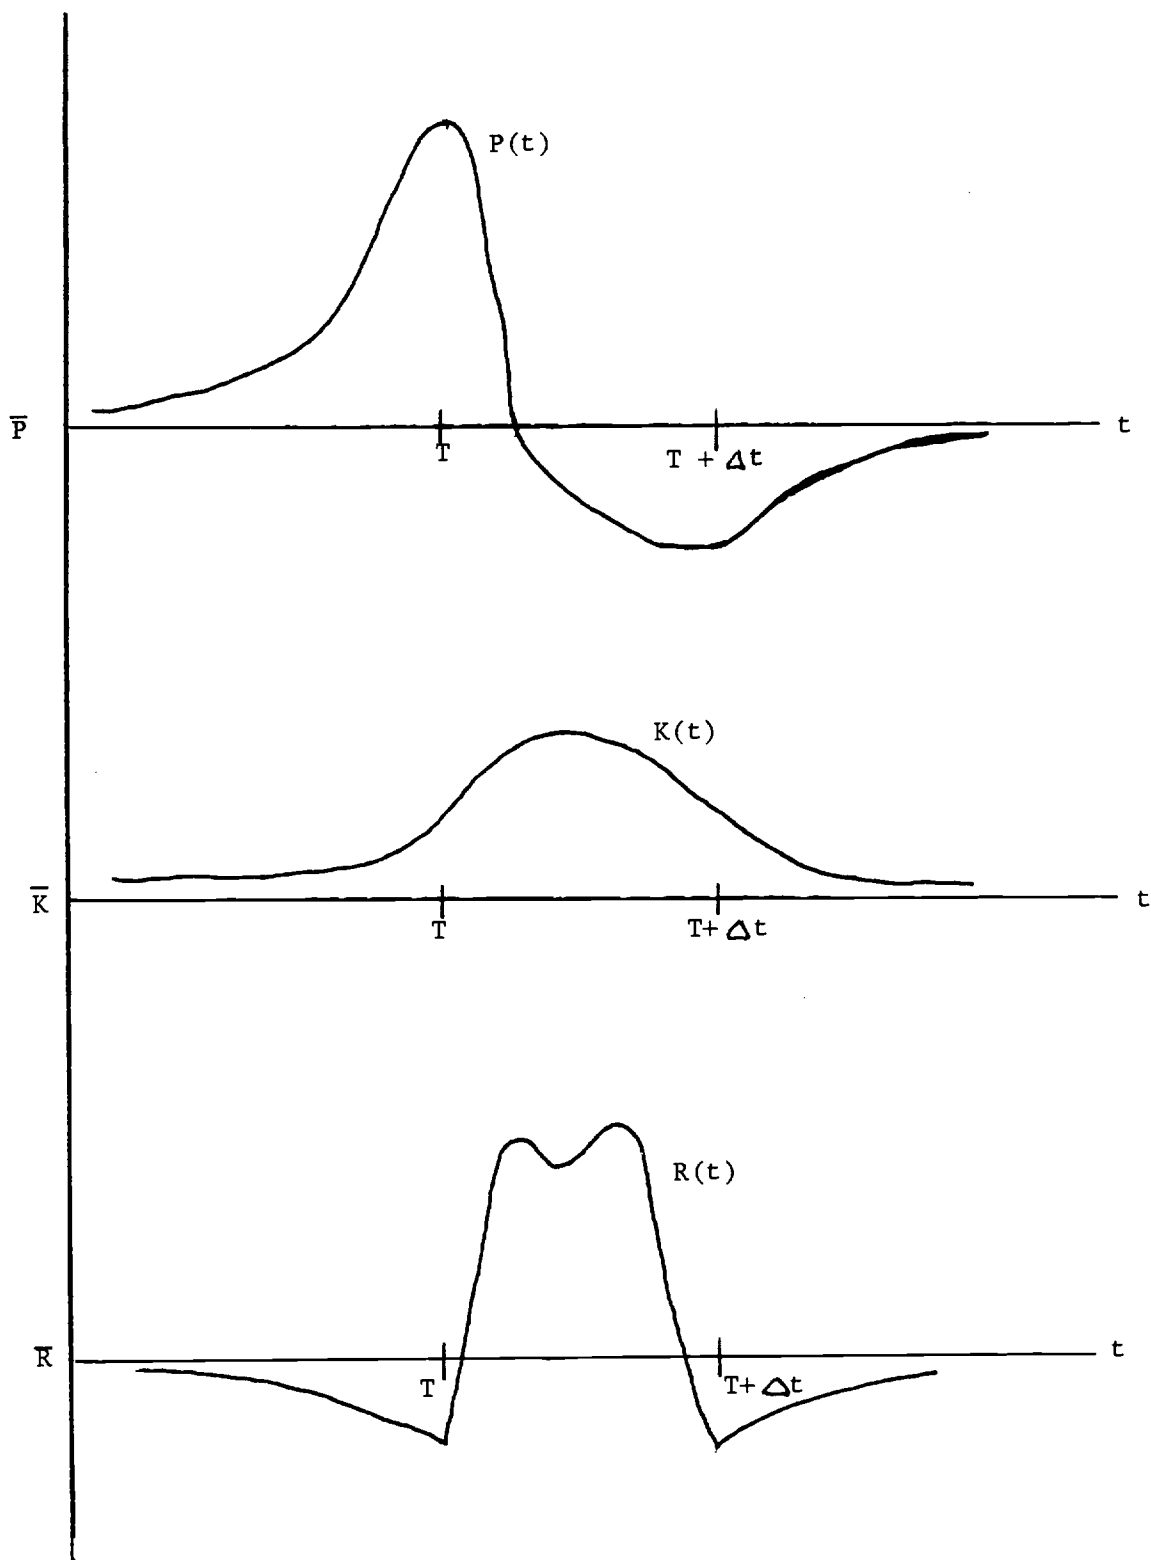 P(t)
P̅ t
T T + Δt
K(t)
K̅ t
T T+ Δt
R(t)
R̅ t
T T+ Δt